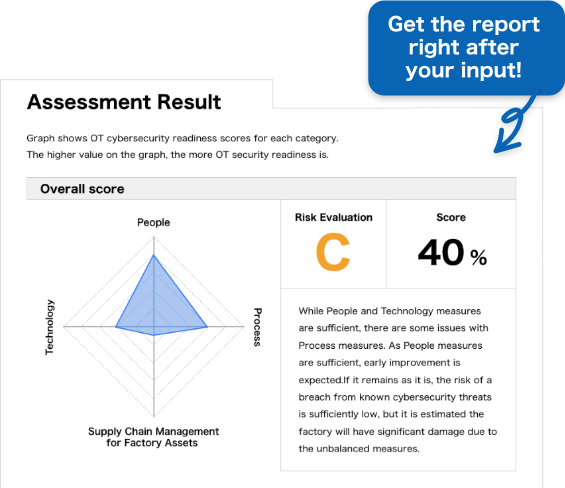 Get the report
right after
your input!
Assessment Result
Graph shows OT cybersecurity readiness scores for each category.
The higher value on the graph, the more OT security readiness is.
Overall score
People
Technology
Process
Supply Chain Management
for Factory Assets
Risk Evaluation
C
Score
40 %
While People and Technology measures
are sufficient, there are some issues with
Process measures. As People measures
are sufficient, early improvement is
expected.If it remains as it is, the risk of a
breach from known cybersecurity threats
is sufficiently low, but it is estimated the
factory will have significant damage due to
the unbalanced measures.